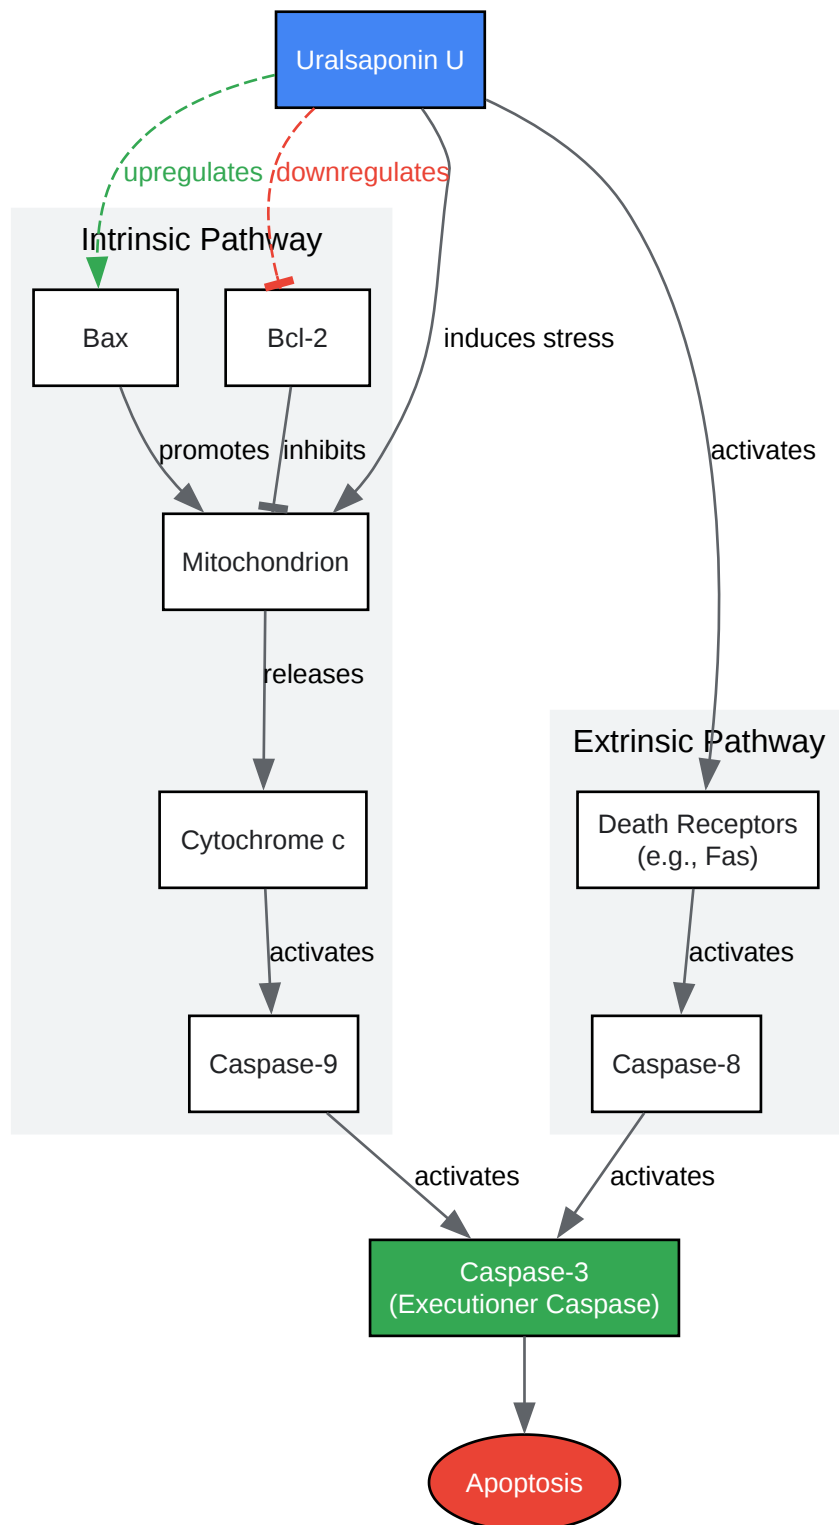 Uralsaponin U
upregulates
downregulates
Intrinsic Pathway
Bax
Bcl-2
induces stress
promotes
inhibits
activates
Mitochondrion
releases
Extrinsic Pathway
Cytochrome c
Death Receptors
(e.g., Fas)
activates
activates
Caspase-9
Caspase-8
activates
activates
Caspase-3
(Executioner Caspase)
Apoptosis